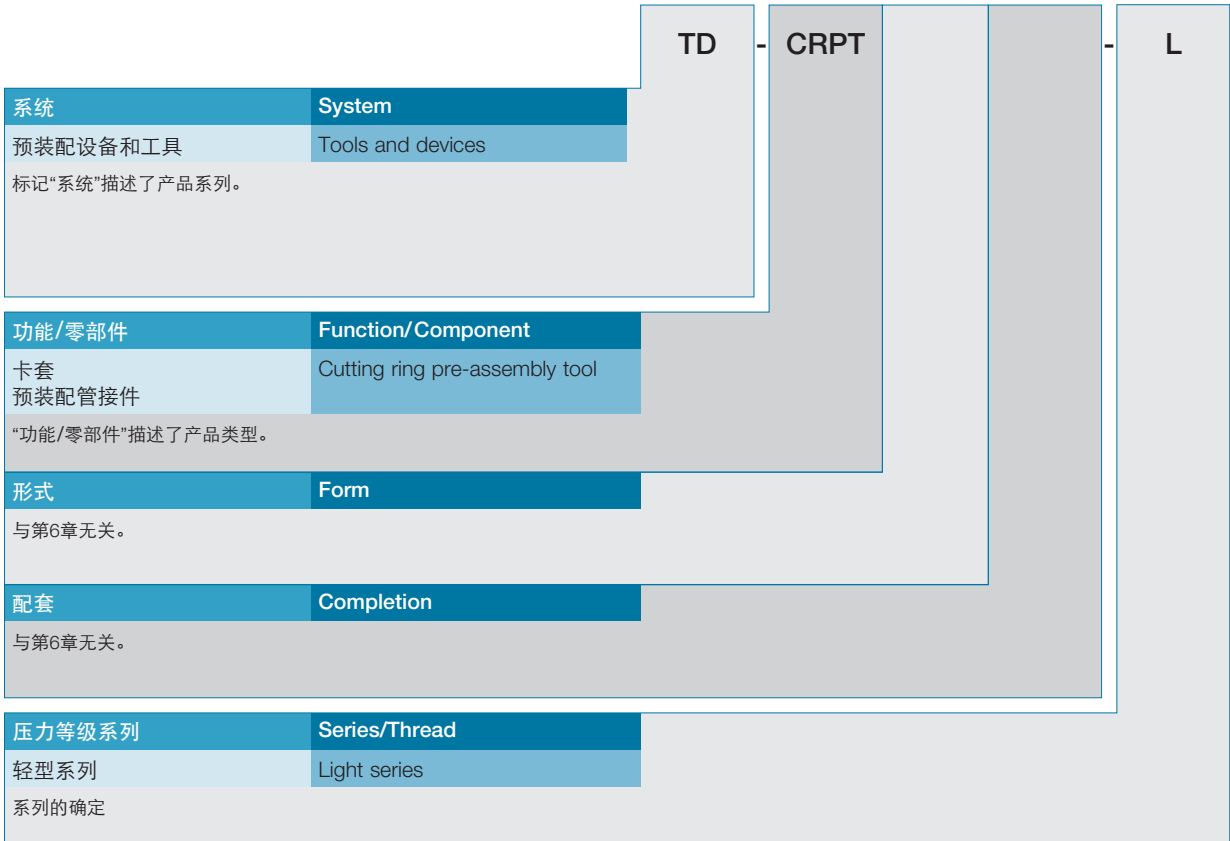 TD - CRPT - L
系统 System
预装配设备和工具 Tools and devices
标记“系统”描述了产品系列。
功能/零部件 Function/Component
卡套 Cutting ring pre-assembly tool
预装配管接件
“功能/零部件”描述了产品类型。
形式 Form
与第6章无关。
配套 Completion
与第6章无关。
压力等级系列 Series/Thread
轻型系列 Light series
系列的确定